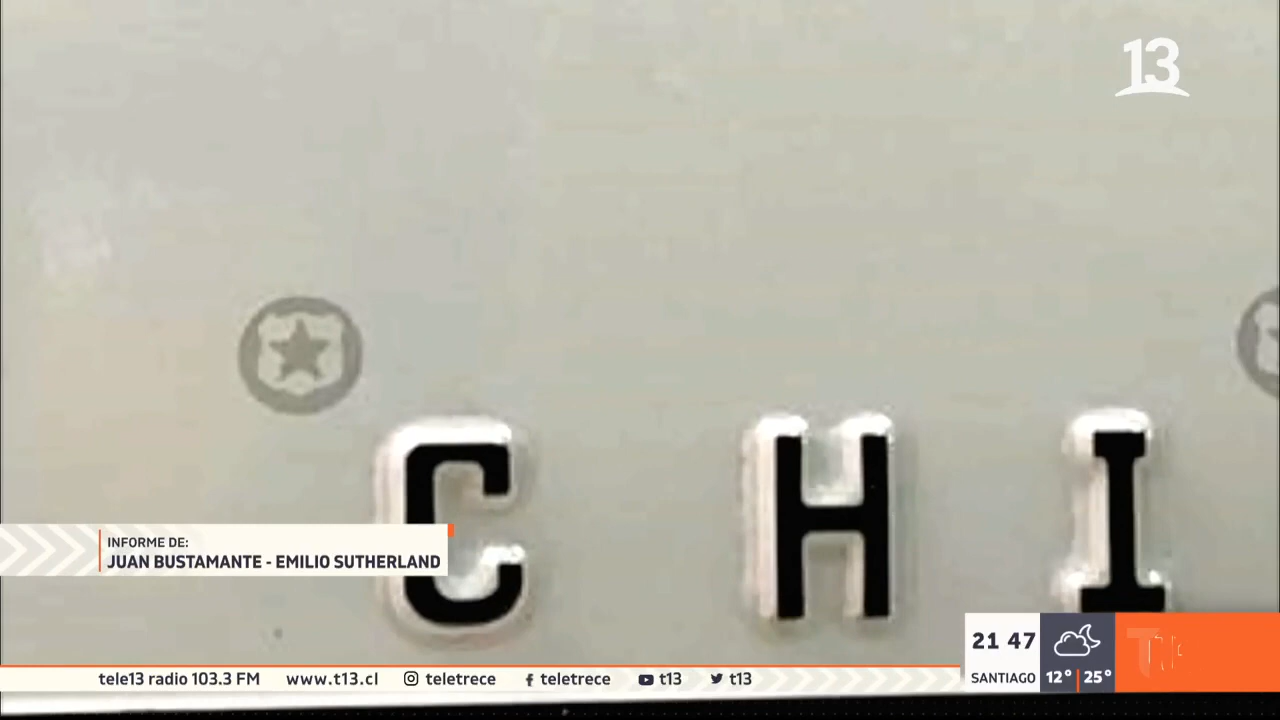 13
C H I
INFORME DE:
JUAN BUSTAMANTE - EMILIO SUTHERLAND
21 47
SANTIAGO
12° 25°
tele13 radio 103.3 FM www.t13.cl teletrece teletrece t13 t13